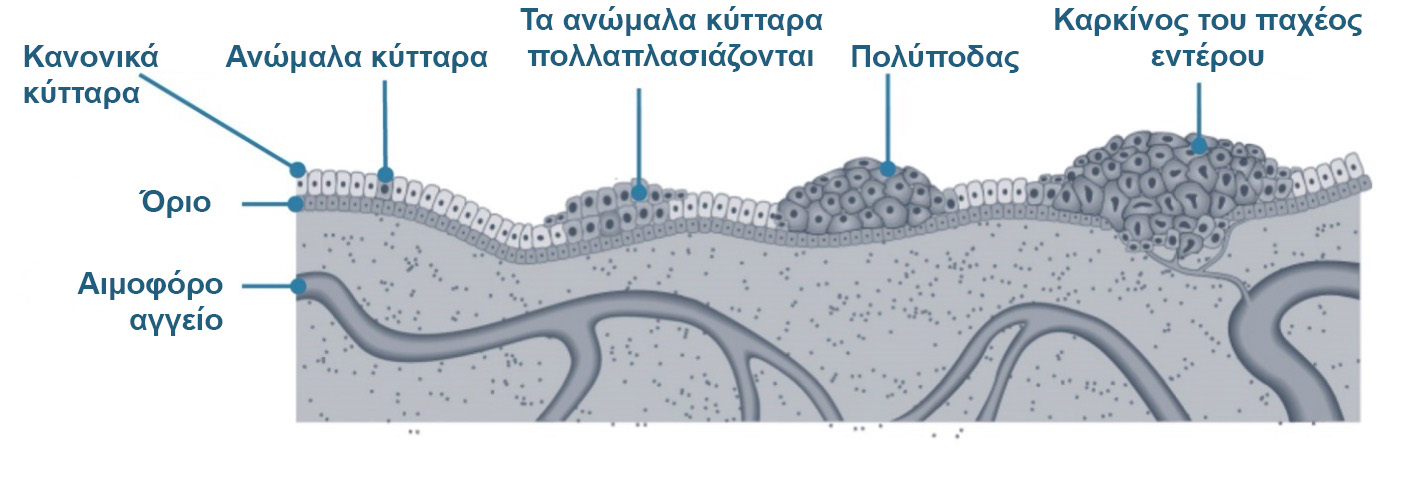 Κανονικά
κύτταρα
Ανώμαλα κύτταρα
Τα ανώμαλα κύτταρα
πολλαπλασιάζονται
Πολύποδας
Καρκίνος του παχέος
εντέρου
Όριο
Αιμοφόρο
αγγείο